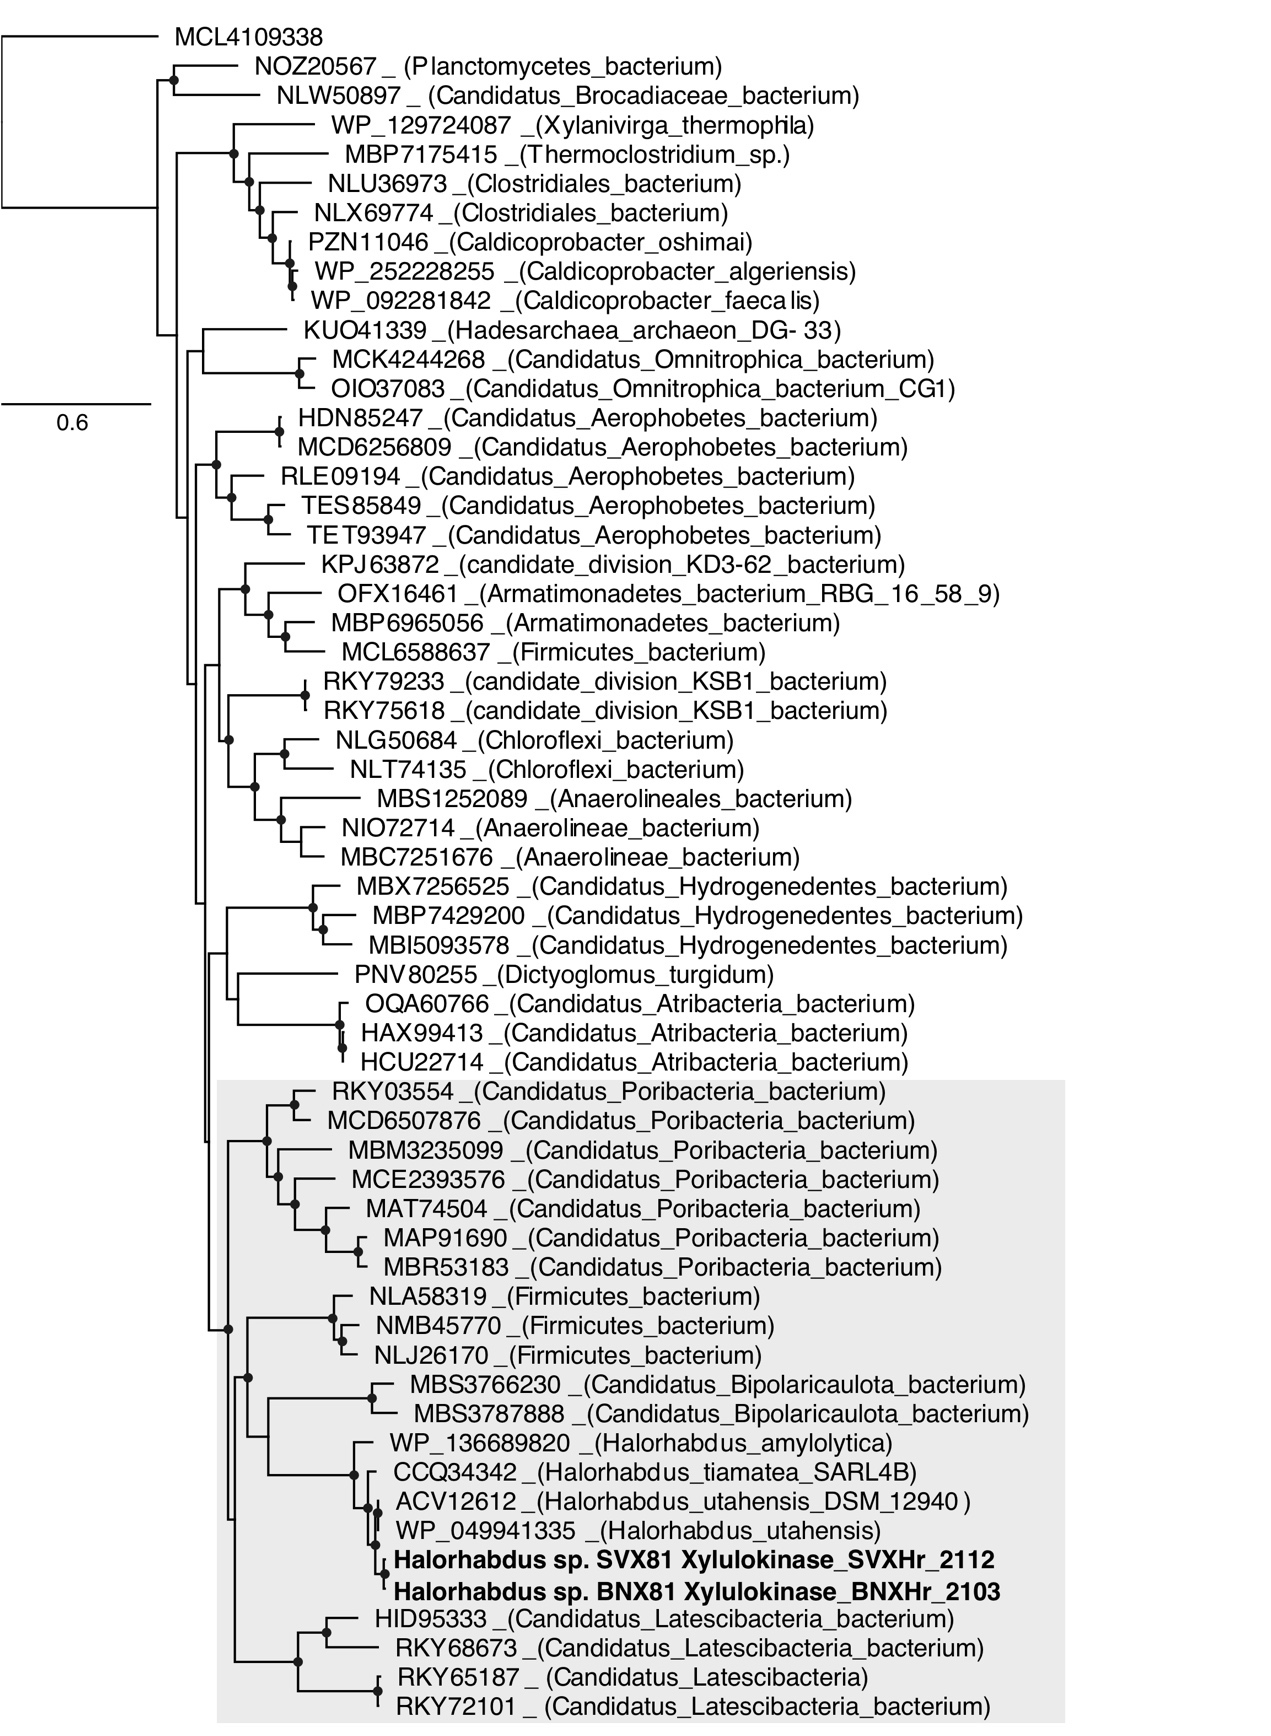 MCL4109338
NOZ20567 _ (Planctomycetes_bacterium)
NLW50897 _ (Candidatus_Brocadiaceae_bacterium)
WP_129724087 _(Xylanivirga_thermophila)
MBP7175415 _(Thermoclostridium_sp.)
NLU36973 _(Clostridiales_bacterium)
NLX69774 _(Clostridiales_bacterium)
PZN11046 _(Caldicoprobacter_oshimai)
WP_252228255 _(Caldicoprobacter_algeriensis)
WP_092281842 _(Caldicoprobacter_faecalis)
KUO41339 _(Hadesarchaea_archaeon_DG- 33)
MCK4244268 _(Candidatus_Omnitrophica_bacterium)
OIO37083 _(Candidatus_Omnitrophica_bacterium_CG1)
0.6
HDN85247 _(Candidatus_Aerophobetes_bacterium)
MCD6256809 _(Candidatus_Aerophobetes_bacterium)
RLE09194 _(Candidatus_Aerophobetes_bacterium)
TES85849 _(Candidatus_Aerophobetes_bacterium)
TET93947 _(Candidatus_Aerophobetes_bacterium)
KPJ63872 _(candidate_division_KD3-62_bacterium)
OFX16461 _(Armatimonadetes_bacterium_RBG_16_58_9)
MBP6965056 _(Armatimonadetes_bacterium)
MCL6588637 _(Firmicutes_bacterium)
RKY79233 _(candidate_division_KSB1_bacterium)
RKY75618 _(candidate_division_KSB1_bacterium)
NLG50684 _(Chloroflexi_bacterium)
NLT74135 _(Chloroflexi_bacterium)
MBS1252089 _(Anaerolineales_bacterium)
NIO72714 _(Anaerolineae_bacterium)
MBC7251676 _(Anaerolineae_bacterium)
MBX7256525 _(Candidatus_Hydrogenedentes_bacterium)
MBP7429200 _(Candidatus_Hydrogenedentes_bacterium)
MBI5093578 _(Candidatus_Hydrogenedentes_bacterium)
PNV80255 _(Dictyoglomus_turgidum)
OQA60766 _(Candidatus_Atribacteria_bacterium)
HAX99413 _(Candidatus_Atribacteria_bacterium)
HCU22714 _(Candidatus_Atribacteria_bacterium)
RKY03554 _(Candidatus_Poribacteria_bacterium)
MCD6507876 _(Candidatus_Poribacteria_bacterium)
MBM3235099 _(Candidatus_Poribacteria_bacterium)
MCE2393576 _(Candidatus_Poribacteria_bacterium)
MAT74504 _(Candidatus_Poribacteria_bacterium)
MAP91690 _(Candidatus_Poribacteria_bacterium)
MBR53183 _(Candidatus_Poribacteria_bacterium)
NLA58319 _(Firmicutes_bacterium)
NMB45770 _(Firmicutes_bacterium)
NLJ26170 _(Firmicutes_bacterium)
MBS3766230 _(Candidatus_Bipolaricaulota_bacterium)
MBS3787888 _(Candidatus_Bipolaricaulota_bacterium)
WP_136689820 _(Halorhabdus_amylolytica)
CCQ34342 _(Halorhabdus_tiamatea_SARL4B)
ACV12612 _(Halorhabdus_utahensis_DSM_12940 )
WP_049941335 _(Halorhabdus_utahensis)
Halorhabdus sp. SVX81 Xylulokinase_SVXHr_2112
Halorhabdus sp. BNX81 Xylulokinase_BNXHr_2103
HID95333 _(Candidatus_Latescibacteria_bacterium)
RKY68673 _(Candidatus_Latescibacteria_bacterium)
RKY65187 _ (Candidatus_Latescibacteria)
RKY72101 _ (Candidatus_Latescibacteria_bacterium)